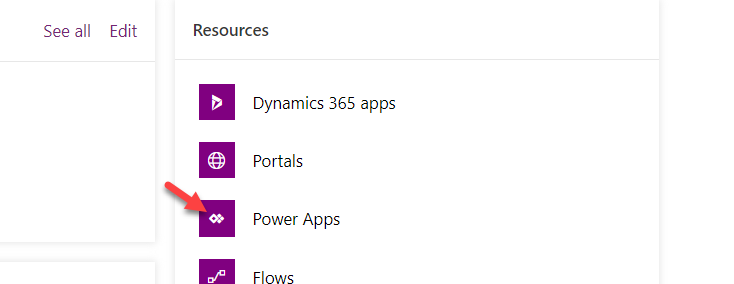 See all Edit
Resources
Dynamics 365 apps
Portals
Power Apps
Flows